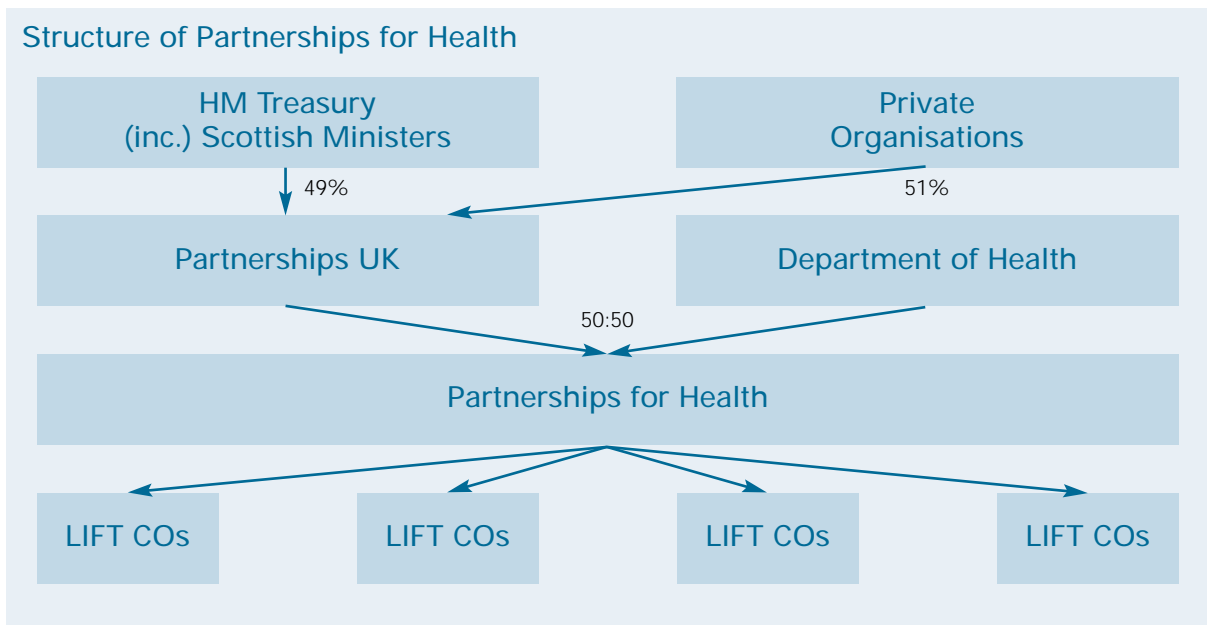 Structure of Partnerships for Health
HM Treasury
(inc.) Scottish Ministers
Private
Organisations
49%
51%
Partnerships UK
Department of Health
50:50
Partnerships for Health
LIFT COs
LIFT COs
LIFT COs
LIFT COs